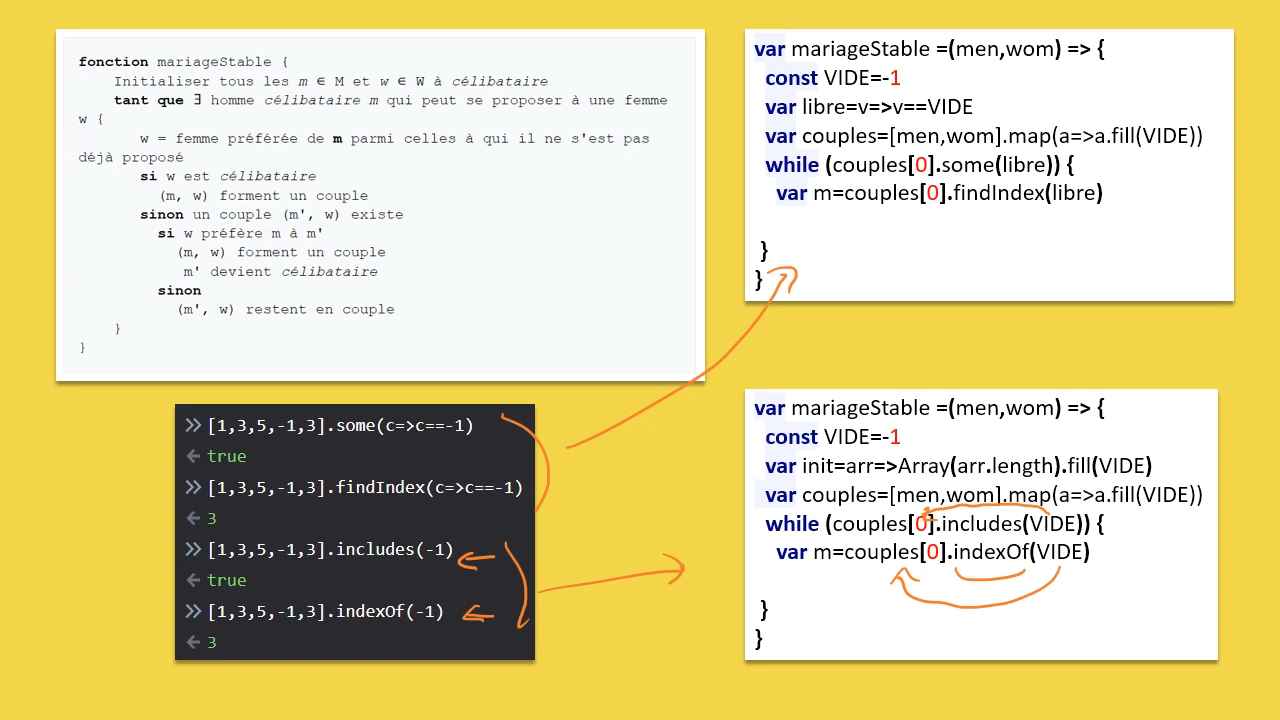 fonction mariageStable {
Initialiser tous les m ∈ M et w ∈ W à célibataire
tant que ∃ homme célibataire m qui peut se proposer à une femme
w {
w = femme préférée de m parmi celles à qui il ne s'est pas
déjà proposé
si w est célibataire
(m, w) forment un couple
sinon un couple (m', w) existe
si w préfère m à m'
(m, w) forment un couple
m' devient célibataire
sinon
(m', w) restent en couple
}
}
var mariageStable =(men,wom) => {
const VIDE=-1
var libre=v=>v==VIDE
var couples=[men,wom].map(a=>a.fill(VIDE))
while (couples[0].some(libre)) {
var m=couples[0].findIndex(libre)
}
}
>> [1,3,5,-1,3].some(c=>c==-1)
← true
>> [1,3,5,-1,3].findIndex(c=>c==-1)
← 3
>> [1,3,5,-1,3].includes(-1)
← true
>> [1,3,5,-1,3].indexOf(-1)
← 3
var mariageStable =(men,wom) => {
const VIDE=-1
var init=arr=>Array(arr.length).fill(VIDE)
var couples=[men,wom].map(a=>a.fill(VIDE))
while (couples[0].includes(VIDE)) {
var m=couples[0].indexOf(VIDE)
}
}